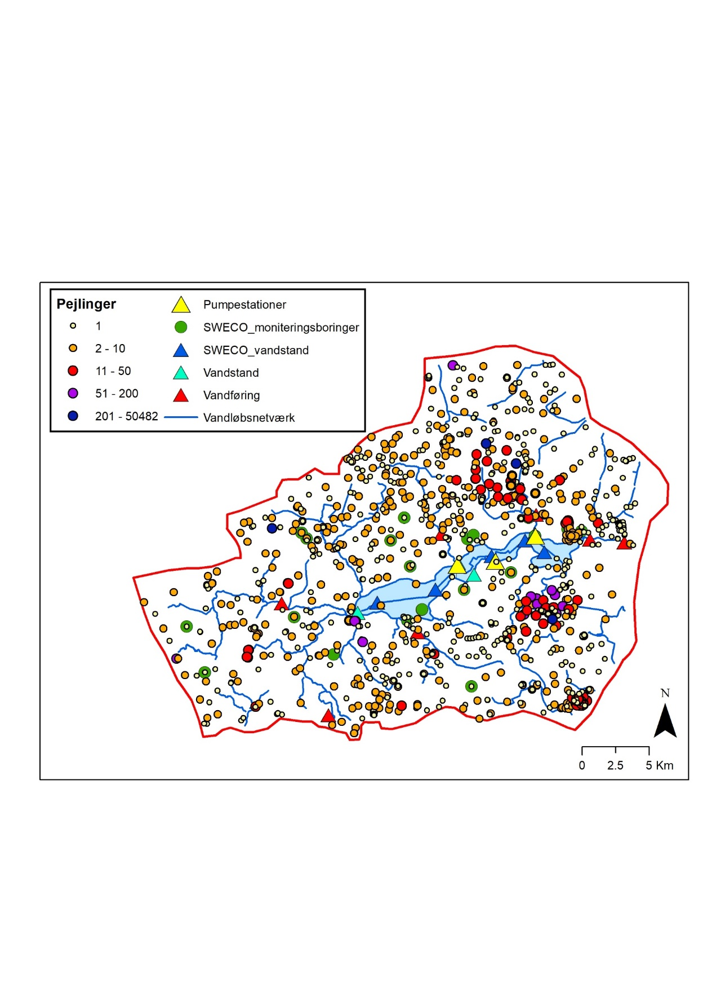 Pejlinger
1
2 - 10
11 - 50
51 - 200
201 - 50482
Pumpestationer
SWECO_moniteringsboringer
SWECO_vandstand
Vandstand
Vandføring
Vandløbsnetværk
N
0 2.5 5 Km